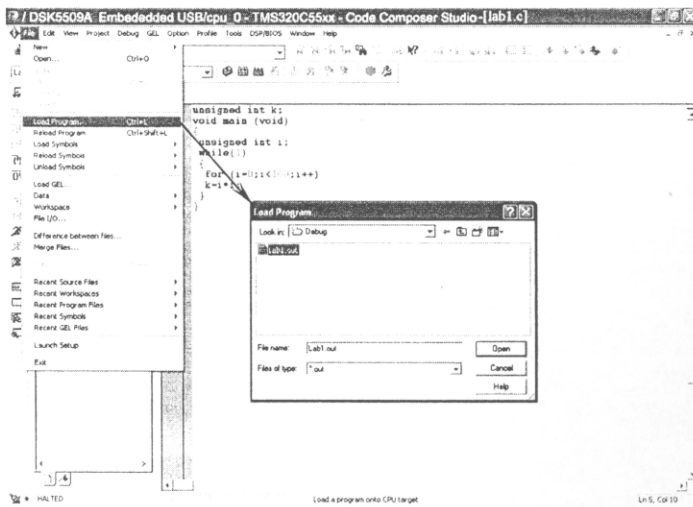 / DSK5509A Embededded USB/cpu_0 - TMS320C55xx - Code Composer Studio-[lab1.c]
File Edit View Project Debug GEL Option Profile Tools DSP/BIOS Window Help
New
Open... Ctrl+O
Load Program... Ctrl+L
Reload Program Ctrl+Shift+L
Load Symbols
Reload Symbols
Unload Symbols
Load GEL...
Data
Workspace
File I/O...
Difference between files...
Merge Files...
Recent Source Files
Recent Workspaces
Recent Program Files
Recent Symbols
Recent GEL Files
Launch Setup
Exit
unsigned int k;
void main (void)
{
unsigned int i;
while(1)
{
for (i=0;i<100;i++)
k=i*
}
}
Load Program
Look in: Debug
Lab1.out
File name: Lab1.out Open
Files of type: *.out Cancel
Help
HALTED Load a program onto CPU target Ln 5, Col 10